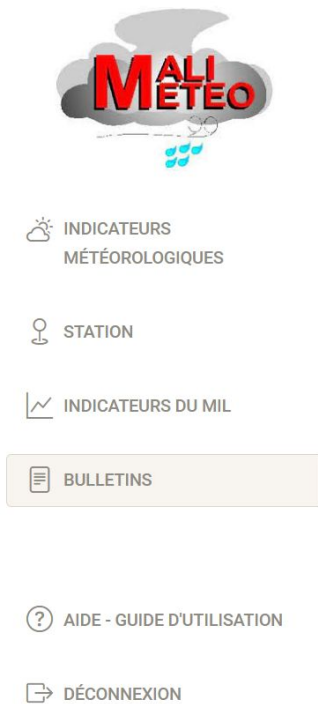 MALI
METEO
INDICATEURS
MÉTÉOROLOGIQUES
STATION
INDICATEURS DU MIL
BULLETINS
AIDE - GUIDE D'UTILISATION
DÉCONNEXION